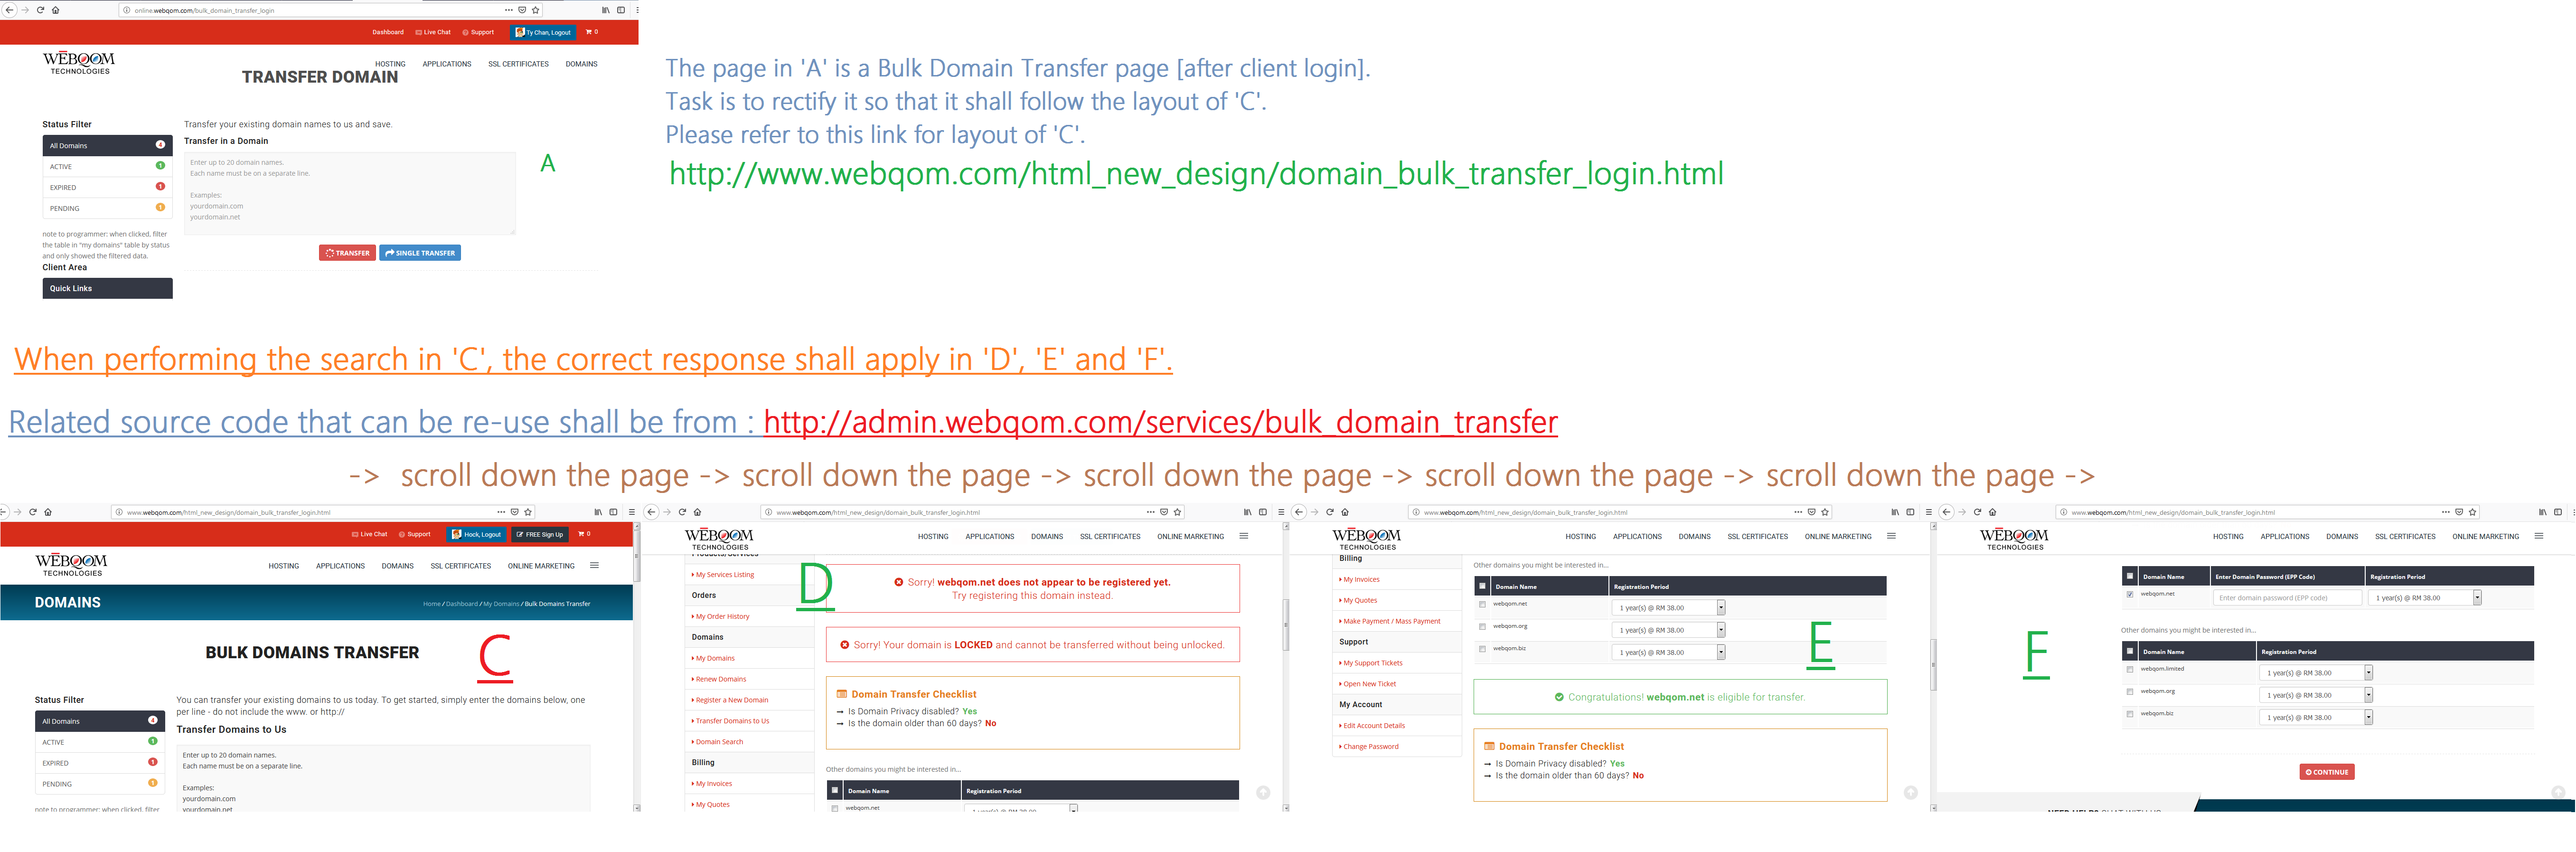 online.webqom.com/bulk_domain_transfer_login
Dashboard Live Chat Support Ty Chan, Logout 0
WEBQOM TECHNOLOGIES
HOSTING APPLICATIONS SSL CERTIFICATES DOMAINS
TRANSFER DOMAIN
Status Filter
All Domains 4
ACTIVE 1
EXPIRED 1
PENDING 1
note to programmer: when clicked, filter
the table in "my domains" table by status
and only showed the filtered data.
Client Area
Quick Links
Transfer your existing domain names to us and save.
Transfer in a Domain
Enter up to 20 domain names.
Each name must be on a separate line.
Examples:
yourdomain.com
yourdomain.net
TRANSFER SINGLE TRANSFER
A
The page in 'A' is a Bulk Domain Transfer page [after client login].
Task is to rectify it so that it shall follow the layout of 'C'.
Please refer to this link for layout of 'C'.
http://www.webqom.com/html_new_design/domain_bulk_transfer_login.html
When performing the search in 'C', the correct response shall apply in 'D', 'E' and 'F'.
Related source code that can be re-use shall be from : http://admin.webqom.com/services/bulk_domain_transfer
-> scroll down the page -> scroll down the page -> scroll down the page -> scroll down the page -> scroll down the page ->
www.webqom.com/html_new_design/domain_bulk_transfer_login.html
Live Chat Support Hock, Logout FREE Sign Up 0
WEBQOM TECHNOLOGIES
HOSTING APPLICATIONS DOMAINS SSL CERTIFICATES ONLINE MARKETING
DOMAINS
Home / Dashboard / My Domains / Bulk Domains Transfer
BULK DOMAINS TRANSFER
C
Status Filter
All Domains 4
ACTIVE 1
EXPIRED 1
PENDING 1
note to programmer: when clicked, filter
You can transfer your existing domains to us today. To get started, simply enter the domains below, one
per line - do not include the www. or http://
Transfer Domains to Us
Enter up to 20 domain names.
Each name must be on a separate line.
Examples:
yourdomain.com
yourdomain.net
www.webqom.com/html_new_design/domain_bulk_transfer_login.html
WEBQOM TECHNOLOGIES
HOSTING APPLICATIONS DOMAINS SSL CERTIFICATES ONLINE MARKETING
Products/Services
My Services Listing
Orders
My Order History
Domains
My Domains
Renew Domains
Register a New Domain
Transfer Domains to Us
Domain Search
Billing
My Invoices
My Quotes
D
Sorry! webqom.net does not appear to be registered yet.
Try registering this domain instead.
Sorry! Your domain is LOCKED and cannot be transferred without being unlocked.
Domain Transfer Checklist
Is Domain Privacy disabled? Yes
Is the domain older than 60 days? No
Other domains you might be interested in...
Domain Name Registration Period
webqom.net 1 year(s) @ RM 38.00
www.webqom.com/html_new_design/domain_bulk_transfer_login.html
WEBQOM TECHNOLOGIES
HOSTING APPLICATIONS DOMAINS SSL CERTIFICATES ONLINE MARKETING
Billing
My Invoices
My Quotes
Make Payment / Mass Payment
Support
My Support Tickets
Open New Ticket
My Account
Edit Account Details
Change Password
Other domains you might be interested in...
Domain Name Registration Period
webqom.net 1 year(s) @ RM 38.00
webqom.org 1 year(s) @ RM 38.00
webqom.biz 1 year(s) @ RM 38.00
E
Congratulations! webqom.net is eligible for transfer.
Domain Transfer Checklist
Is Domain Privacy disabled? Yes
Is the domain older than 60 days? No
www.webqom.com/html_new_design/domain_bulk_transfer_login.html
WEBQOM TECHNOLOGIES
HOSTING APPLICATIONS DOMAINS SSL CERTIFICATES ONLINE MARKETING
F
Domain Name Enter Domain Password (EPP Code) Registration Period
webqom.net Enter domain password (EPP code) 1 year(s) @ RM 38.00
Other domains you might be interested in...
Domain Name Registration Period
webqom.limited 1 year(s) @ RM 38.00
webqom.org 1 year(s) @ RM 38.00
webqom.biz 1 year(s) @ RM 38.00
CONTINUE
NEED HELP? CHAT WITH US